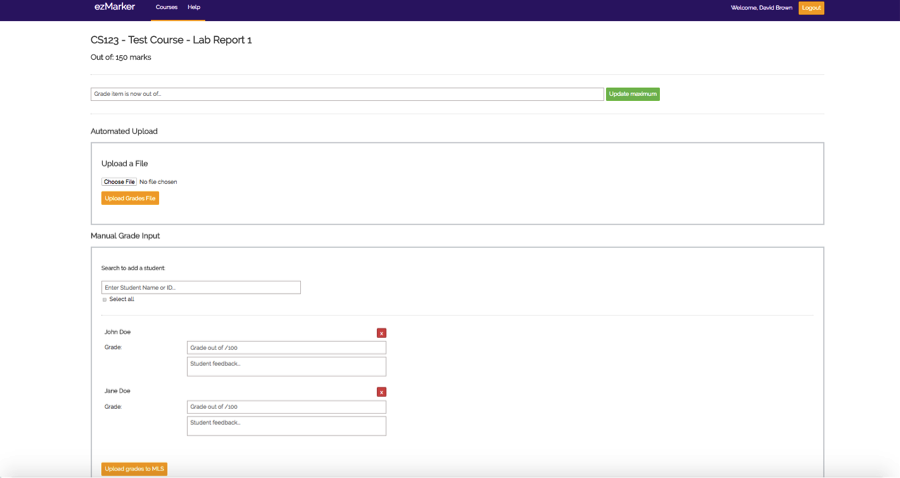 ezMarker Courses Help Welcome, David Brown Logout
CS123 - Test Course - Lab Report 1
Out of: 150 marks
Grade item is now out of... Update maximum
Automated Upload
Upload a File
Choose File No file chosen
Upload Grades File
Manual Grade Input
Search to add a student:
Enter Student Name or ID...
Select all
John Doe x
Grade: Grade out of /100
Student feedback...
Jane Doe x
Grade: Grade out of /100
Student feedback...
Upload grades to MLS